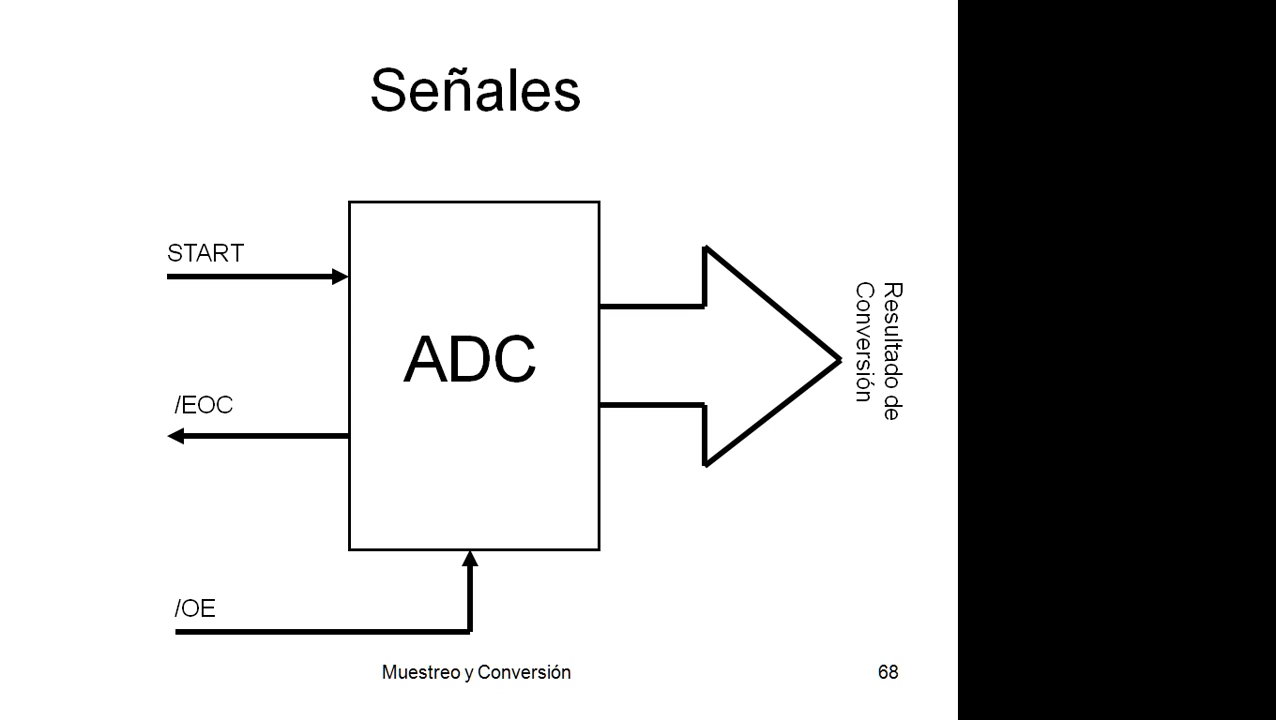 Señales
START
ADC
Resultado de
Conversión
/EOC
/OE
Muestreo y Conversión
68